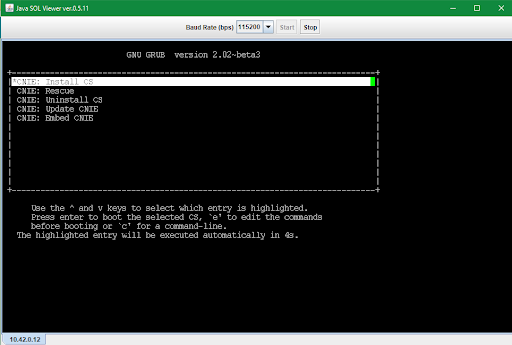 Java SOL Viewer ver.0.5.11
Baud Rate (bps) 115200 Start Stop
GNU GRUB version 2.02~beta3
*CNIE: Install CS
CNIE: Rescue
CNIE: Uninstall CS
CNIE: Update CNIE
CNIE: Embed CNIE
Use the ^ and v keys to select which entry is highlighted.
Press enter to boot the selected CS, `e' to edit the commands
before booting or `c' for a command-line.
The highlighted entry will be executed automatically in 4s.
10.42.0.12